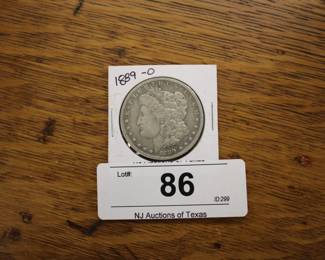 1889-O
Lot#:
86
ID:299
NJ Auctions of Texas